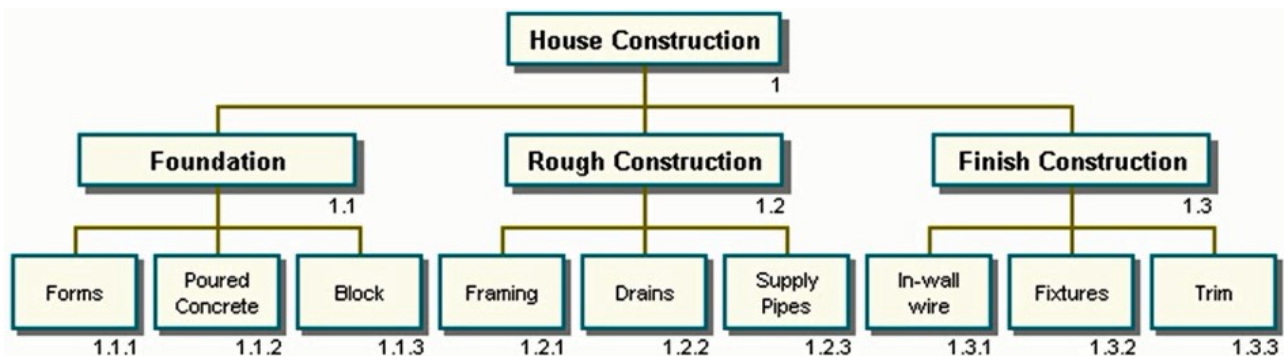 House Construction
1
Foundation
1.1
Rough Construction
1.2
Finish Construction
1.3
Forms
1.1.1
Poured
Concrete
1.1.2
Block
1.1.3
Framing
1.2.1
Drains
1.2.2
Supply
Pipes
1.2.3
In-wall
wire
1.3.1
Fixtures
1.3.2
Trim
1.3.3